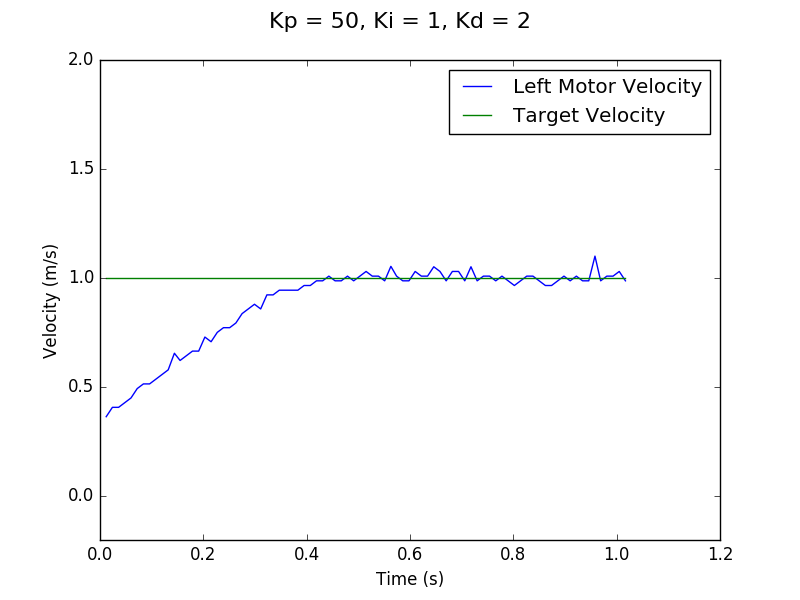 Kp = 50, Ki = 1, Kd = 2
2.0
Left Motor Velocity
Target Velocity
1.5
1.0
0.5
0.0
Velocity (m/s)
0.0 0.2 0.4 0.6 0.8 1.0 1.2
Time (s)